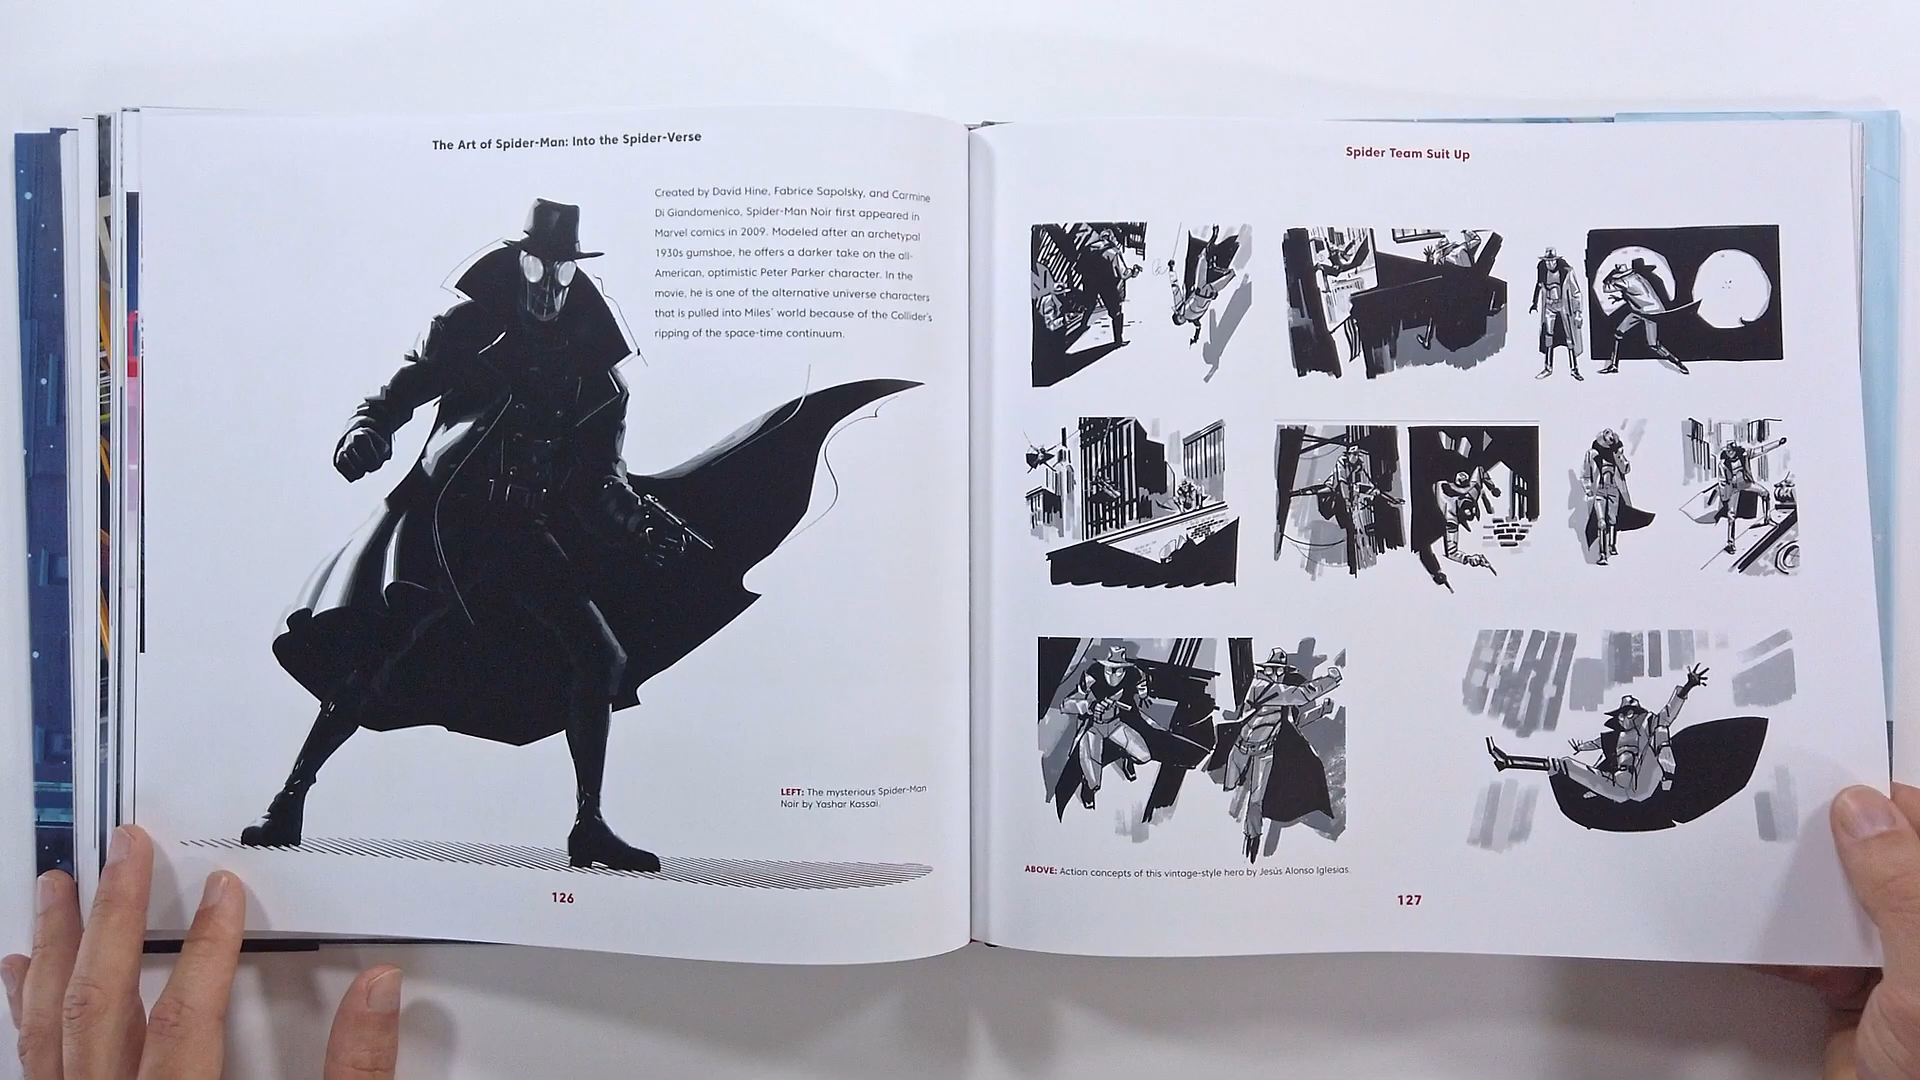 The Art of Spider-Man: Into the Spider-Verse
Created by David Hine, Fabrice Sapolsky, and Carmine
Di Giandomenico, Spider-Man Noir first appeared in
Marvel comics in 2009. Modeled after an archetypal
1930s gumshoe, he offers a darker take on the all-
American, optimistic Peter Parker character. In the
movie, he is one of the alternative universe characters
that is pulled into Miles' world because of the Collider's
ripping of the space-time continuum.
LEFT: The mysterious Spider-Man
Noir by Yashar Kassai.
126
Spider Team Suit Up
ABOVE: Action concepts of this vintage-style hero by Jesús Alonso Iglesias.
127